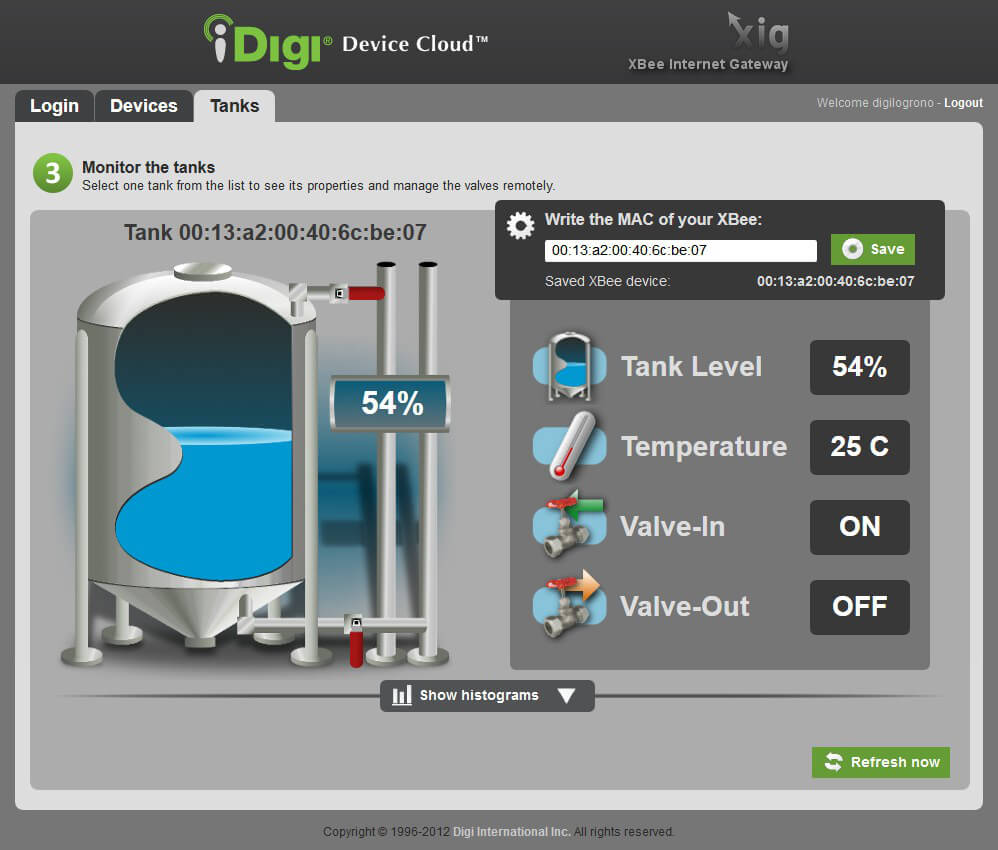 iDigi® Device Cloud™
xig
XBee Internet Gateway
Login
Devices
Tanks
Welcome digilogrono - Logout
3
Monitor the tanks
Select one tank from the list to see its properties and manage the valves remotely.
Tank 00:13:a2:00:40:6c:be:07
Write the MAC of your XBee:
00:13:a2:00:40:6c:be:07
Save
Saved XBee device: 00:13:a2:00:40:6c:be:07
54%
Tank Level 54%
Temperature 25 C
Valve-In ON
Valve-Out OFF
Show histograms
Refresh now
Copyright © 1996-2012 Digi International Inc. All rights reserved.